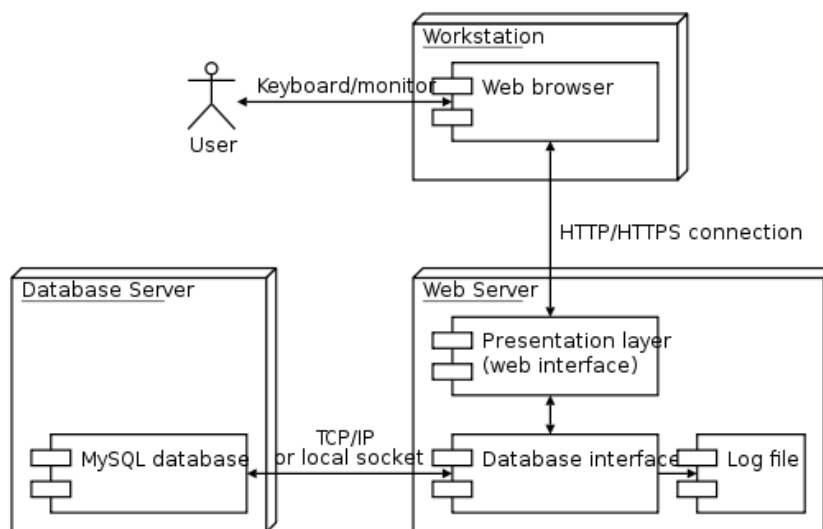 Workstation
Keyboard/monitor
Web browser
User
HTTP/HTTPS connection
Database Server
Web Server
Presentation layer
(web interface)
TCP/IP
or local socket
MySQL database
Database interface
Log file